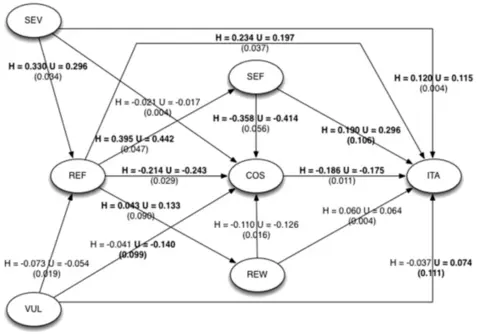 SEV
H = 0.234 U = 0.197
(0.037)
H = 0.330 U = 0.296
(0.034)
SEF
H = 0.120 U = 0.115
(0.004)
H = -0.021 U = -0.017
(0.004)
H = -0.358 U = -0.414
(0.056)
H = 0.190 U = 0.296
(0.106)
H = 0.395 U = 0.442
(0.047)
REF
H = -0.214 U = -0.243
(0.029)
COS
H = -0.186 U = -0.175
(0.011)
ITA
H = 0.043 U = 0.133
(0.090)
H = -0.110 U = -0.126
(0.016)
H = 0.060 U = 0.064
(0.004)
H = -0.041 U = -0.140
(0.099)
H = -0.073 U = -0.054
(0.019)
REW
H = -0.037 U = 0.074
(0.111)
VUL